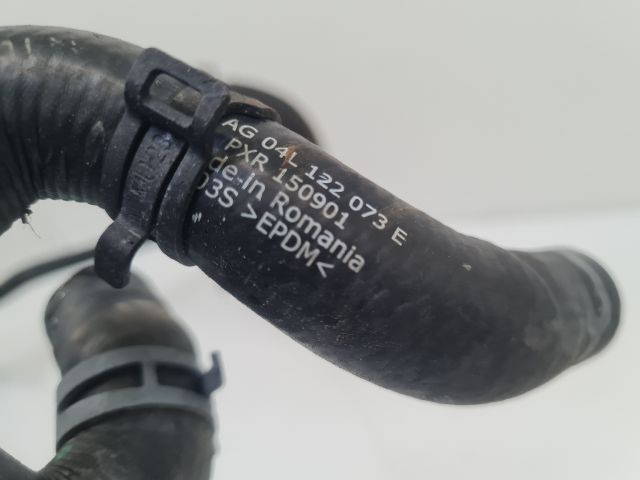 AG 04L 122 073 E
PXR 150901
de-in Romania
03S >EPDM<